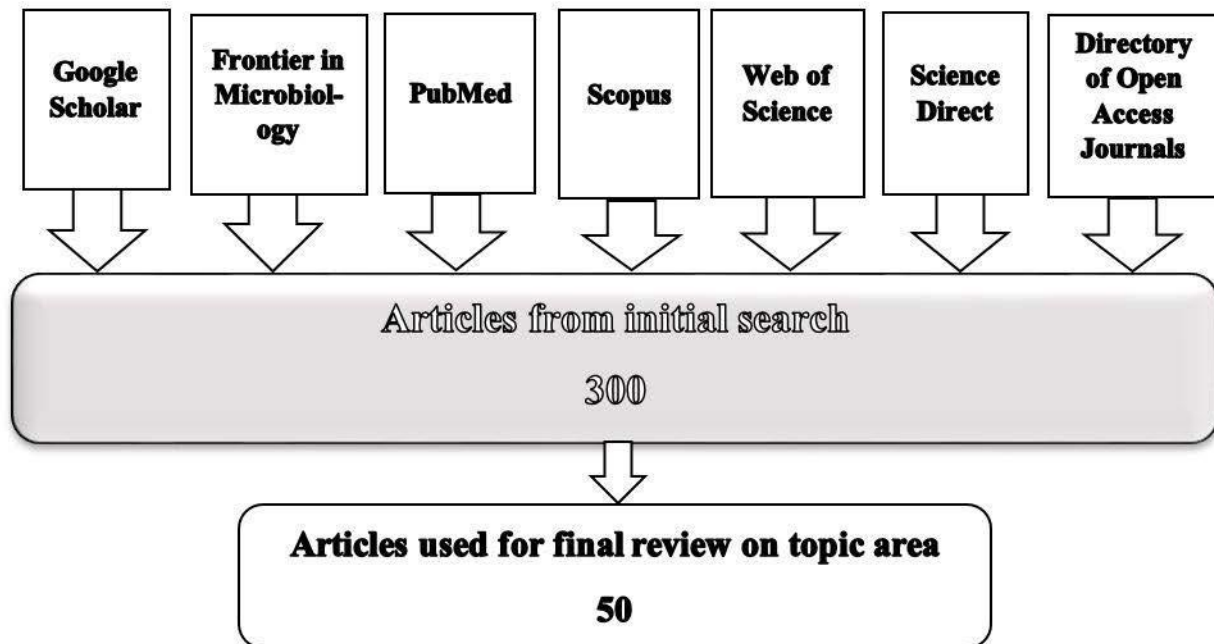 Google
Scholar
Frontier in
Microbiol-
ogy
PubMed
Scopus
Web of
Science
Science
Direct
Directory
of Open
Access
Journals
Articles from initial search
300
Articles used for final review on topic area
50